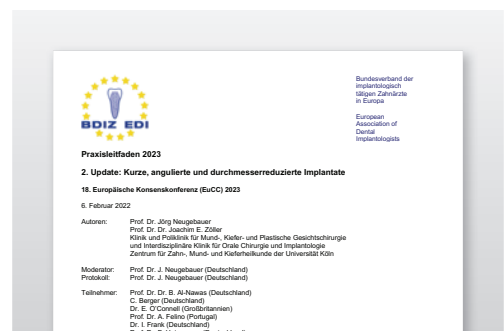 BDIZ EDI
Bundesverband der
implantologisch
tätigen Zahnärzte
in Europa
European
Association of
Dental
Implantologists
Praxisleitfaden 2023
2. Update: Kurze, angulierte und durchmesserreduzierte Implantate
18. Europäische Konsenskonferenz (EuCC) 2023
6. Februar 2022
Autoren: Prof. Dr. Jörg Neugebauer
Prof. Dr. Dr. Joachim E. Zöller
Klinik und Poliklinik für Mund-, Kiefer- und Plastische Gesichtschirurgie
und Interdisziplinäre Klinik für Orale Chirurgie und Implantologie
Zentrum für Zahn-, Mund- und Kieferheilkunde der Universität Köln
Moderator: Prof. Dr. J. Neugebauer (Deutschland)
Protokoll: Prof. Dr. J. Neugebauer (Deutschland)
Teilnehmer: Prof. Dr. Dr. B. Al-Nawas (Deutschland)
C. Berger (Deutschland)
Dr. E. O'Connell (Großbritannien)
Prof. Dr. A. Felino (Portugal)
Dr. I. Frank (Deutschland)